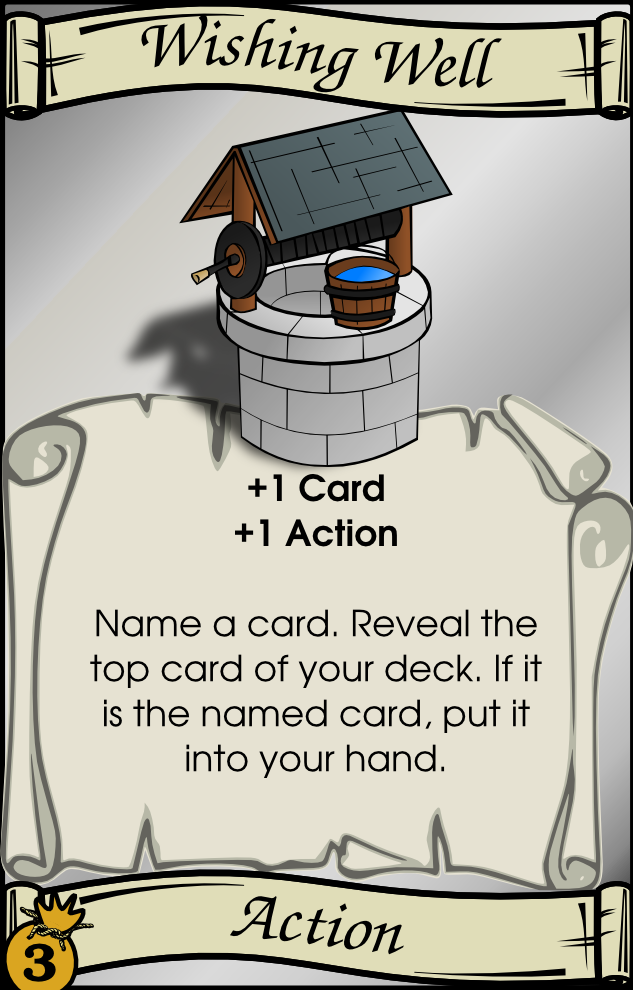 Wishing Well
+1 Card
+1 Action
Name a card. Reveal the
top card of your deck. If it
is the named card, put it
into your hand.
Action
3